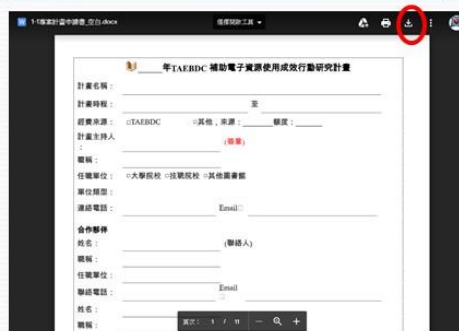 1-1專案計畫申請書_空白.docx
選擇開啟工具
年TAEBDC 補助電子資源使用成效行動研究計畫
計畫名稱：
計畫時程： 至
經費來源： □TAEBDC □其他，來源： 額度：
計畫主持人 (簽章)
：
職稱：
任職單位： □大學院校 □技職院校 □其他圖書館
單位類型：
連絡電話： Email□
合作夥伴
姓名： (聯絡人)
職稱：
任職單位：
聯絡電話： Email
姓名：
職稱：
頁次： 1 / 11